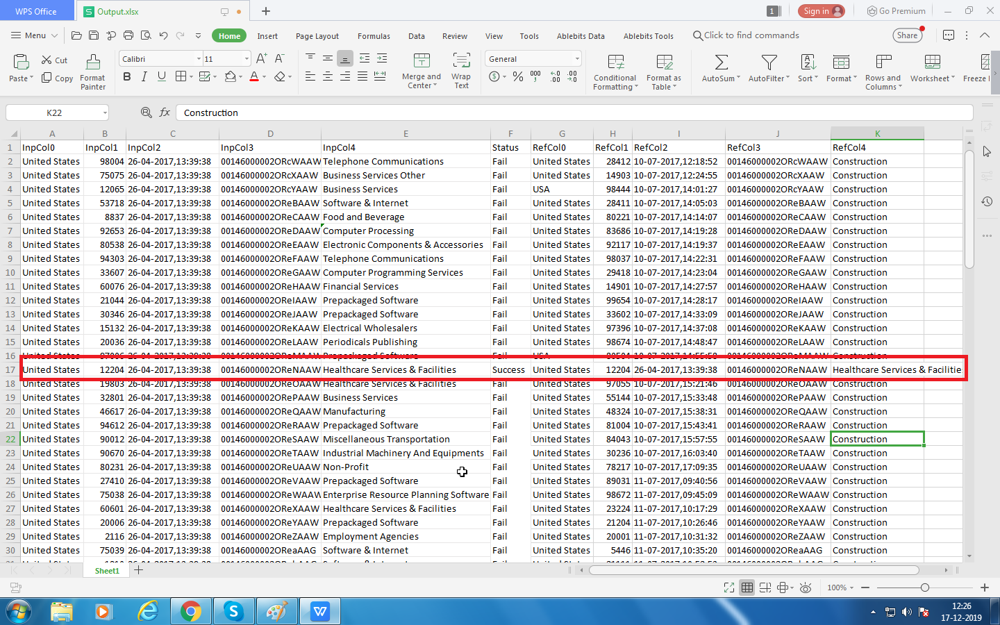 WPS Office Output.xlsx + 1 Sign in Go Premium
Menu Home Insert Page Layout Formulas Data Review View Tools Ablebits Data Ablebits Tools Click to find commands Share
Paste Cut Copy Format Painter Calibri 11 A+ A- B I U A Merge and Center Wrap Text General $ % 000 Conditional Formatting Format as Table AutoSum AutoFilter Sort Format Rows and Columns Worksheet Freeze
K22 fx Construction
A B C D E F G H I J K
1 InpCol0 InpCol1 InpCol2 InpCol3 InpCol4 Status RefCol0 RefCol1 RefCol2 RefCol3 RefCol4
2 United States 98004 26-04-2017,13:39:38 00146000002ORcWAAW Telephone Communications Fail United States 28412 10-07-2017,12:18:52 00146000002ORcWAAW Construction
3 United States 75075 26-04-2017,13:39:38 00146000002ORcXAAW Business Services Other Fail United States 14903 10-07-2017,12:24:55 00146000002ORcXAAW Construction
4 United States 12065 26-04-2017,13:39:38 00146000002ORcYAAW Business Services Fail USA 98444 10-07-2017,14:01:27 00146000002ORcYAAW Construction
5 United States 53718 26-04-2017,13:39:38 00146000002OReBAAW Software & Internet Fail United States 28411 10-07-2017,14:05:03 00146000002OReBAAW Construction
6 United States 8837 26-04-2017,13:39:38 00146000002OReCAAW Food and Beverage Fail United States 80221 10-07-2017,14:14:07 00146000002OReCAAW Construction
7 United States 92653 26-04-2017,13:39:38 00146000002OReDAAW Computer Processing Fail United States 83686 10-07-2017,14:19:28 00146000002OReDAAW Construction
8 United States 80538 26-04-2017,13:39:38 00146000002OReEAAW Electronic Components & Accessories Fail United States 92117 10-07-2017,14:19:37 00146000002OReEAAW Construction
9 United States 94303 26-04-2017,13:39:38 00146000002OReFAAW Telephone Communications Fail United States 98037 10-07-2017,14:22:31 00146000002OReFAAW Construction
10 United States 33607 26-04-2017,13:39:38 00146000002OReGAAW Computer Programming Services Fail United States 29418 10-07-2017,14:23:04 00146000002OReGAAW Construction
11 United States 60076 26-04-2017,13:39:38 00146000002OReHAAW Financial Services Fail United States 14901 10-07-2017,14:27:57 00146000002OReHAAW Construction
12 United States 21044 26-04-2017,13:39:38 00146000002OReIAAW Prepackaged Software Fail United States 99654 10-07-2017,14:28:17 00146000002OReIAAW Construction
13 United States 30346 26-04-2017,13:39:38 00146000002OReJAAW Prepackaged Software Fail United States 33602 10-07-2017,14:33:09 00146000002OReJAAW Construction
14 United States 15132 26-04-2017,13:39:38 00146000002OReKAAW Electrical Wholesalers Fail United States 97396 10-07-2017,14:37:08 00146000002OReKAAW Construction
15 United States 20036 26-04-2017,13:39:38 00146000002OReLAAW Periodicals Publishing Fail United States 98674 10-07-2017,14:48:47 00146000002OReLAAW Construction
16 United States 26-04-2017,13:39:38 00146000002OReMAAW Prepackaged Software Fail USA 00146000002OReMAAW Construction
17 United States 12204 26-04-2017,13:39:38 00146000002OReNAAW Healthcare Services & Facilities Success United States 12204 26-04-2017,13:39:38 00146000002OReNAAW Healthcare Services & Facilitie
18 United States 19803 26-04-2017,13:39:38 00146000002OReOAAW Healthcare Services & Facilities Fail United States 97055 10-07-2017,15:21:46 00146000002OReOAAW Construction
19 United States 32801 26-04-2017,13:39:38 00146000002ORePAAW Business Services Fail United States 55144 10-07-2017,15:33:48 00146000002ORePAAW Construction
20 United States 46617 26-04-2017,13:39:38 00146000002OReQAAW Manufacturing Fail United States 48324 10-07-2017,15:38:31 00146000002OReQAAW Construction
21 United States 94612 26-04-2017,13:39:38 00146000002OReRAAW Prepackaged Software Fail United States 81004 10-07-2017,15:43:41 00146000002OReRAAW Construction
22 United States 90012 26-04-2017,13:39:38 00146000002OReSAAW Miscellaneous Transportation Fail United States 84043 10-07-2017,15:57:55 00146000002OReSAAW Construction
23 United States 90670 26-04-2017,13:39:38 00146000002OReTAAW Industrial Machinery And Equipments Fail United States 30236 10-07-2017,16:03:40 00146000002OReTAAW Construction
24 United States 80231 26-04-2017,13:39:38 00146000002OReUAAW Non-Profit Fail United States 78217 10-07-2017,17:09:35 00146000002OReUAAW Construction
25 United States 27410 26-04-2017,13:39:38 00146000002OReVAAW Prepackaged Software Fail United States 89031 11-07-2017,09:40:56 00146000002OReVAAW Construction
26 United States 75038 26-04-2017,13:39:38 00146000002OReWAAW Enterprise Resource Planning Software Fail United States 98672 11-07-2017,09:45:09 00146000002OReWAAW Construction
27 United States 60601 26-04-2017,13:39:38 00146000002OReXAAW Healthcare Services & Facilities Fail United States 23224 11-07-2017,10:17:29 00146000002OReXAAW Construction
28 United States 20006 26-04-2017,13:39:38 00146000002OReYAAW Prepackaged Software Fail United States 21204 11-07-2017,10:26:46 00146000002OReYAAW Construction
29 United States 2116 26-04-2017,13:39:38 00146000002OReZAAW Employment Agencies Fail United States 20001 11-07-2017,10:31:32 00146000002OReZAAW Construction
30 United States 75039 26-04-2017,13:39:38 00146000002OReaAAG Software & Internet Fail United States 5446 11-07-2017,10:35:20 00146000002OReaAAG Construction
Sheet1 +
100%
12:26
17-12-2019